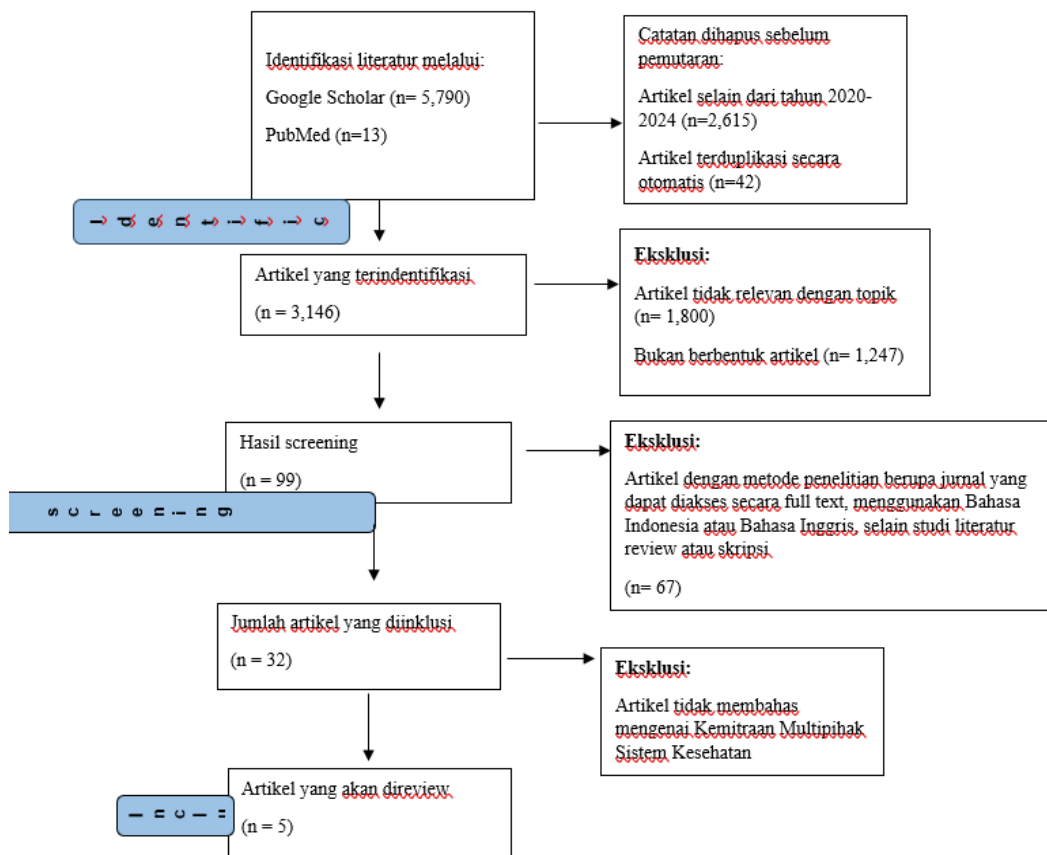 Identifikasi literatur melalui:
Google Scholar (n= 5,790)
PubMed (n=13)
Catatan dihapus sebelum
pemutaran:
Artikel selain dari tahun 2020-
2024 (n=2,615)
Artikel terduplikasi secara
otomatis (n=42)
Identific
Artikel yang terindentifikasi
(n = 3,146)
Eksklusi:
Artikel tidak relevan dengan topik
(n= 1,800)
Bukan berbentuk artikel (n= 1,247)
Hasil screening
(n = 99)
Eksklusi:
Artikel dengan metode penelitian berupa jurnal yang
dapat diakses secara full text, menggunakan Bahasa
Indonesia atau Bahasa Inggris, selain studi literatur
review atau skripsi
(n= 67)
screening
Jumlah artikel yang diinklusi
(n = 32)
Eksklusi:
Artikel tidak membahas
mengenai Kemitraan Multipihak
Sistem Kesehatan
Artikel yang akan direview
(n = 5)
Inclu